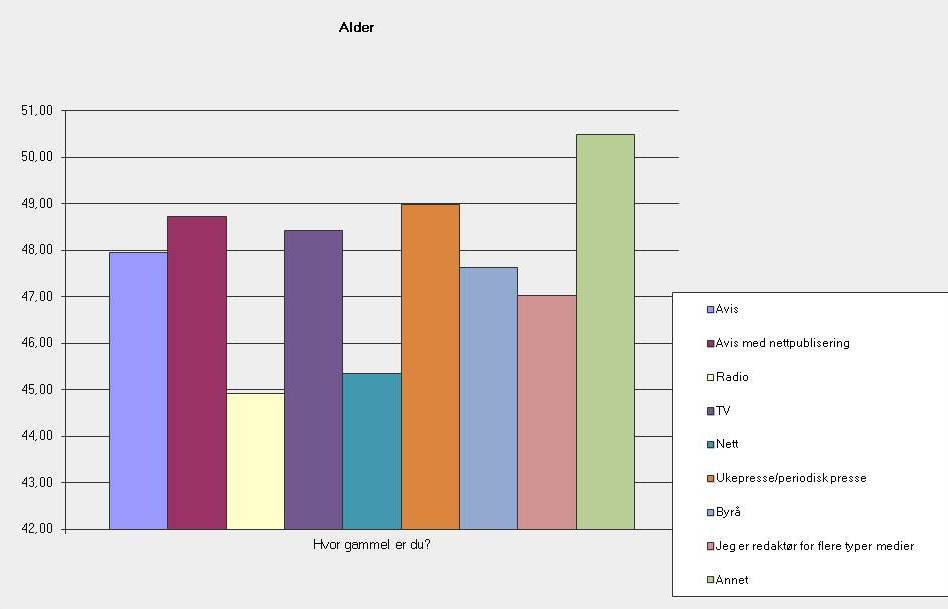 Alder
51,00
50,00
49,00
48,00
47,00
46,00
45,00
44,00
43,00
42,00
Hvor gammel er du?
Avis
Avis med nettpublisering
Radio
TV
Nett
Ukepresse/periodisk presse
Byrå
Jeg er redaktør for flere typer medier
Annet